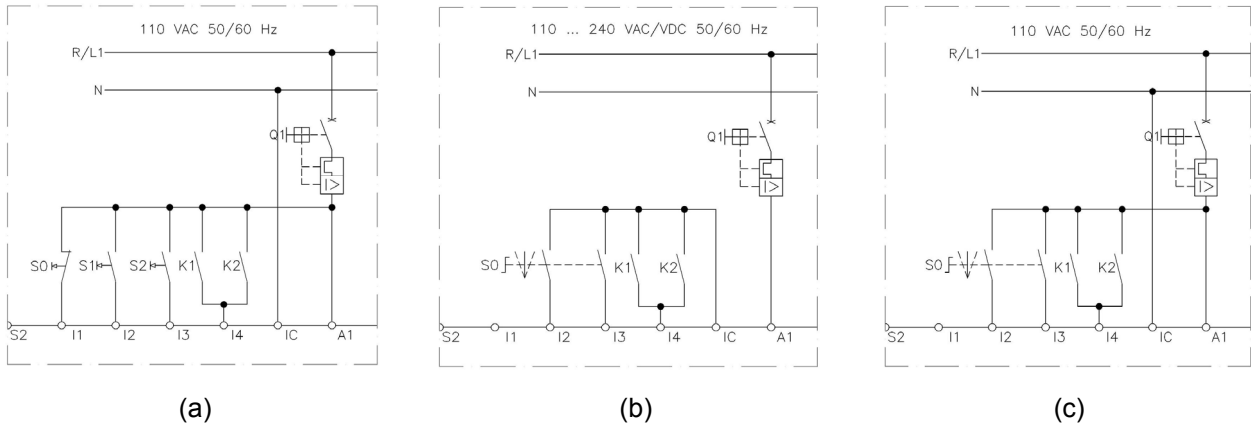 110 VAC 50/60 Hz
R/L1
N
Q1
I>
S0 S1 S2 K1 K2
S2 I1 I2 I3 I4 IC A1
(a)
110 ... 240 VAC/VDC 50/60 Hz
R/L1
N
Q1
I>
S0 K1 K2
S2 I1 I2 I3 I4 IC A1
(b)
110 VAC 50/60 Hz
R/L1
N
Q1
I>
S0 K1 K2
S2 I1 I2 I3 I4 IC A1
(c)